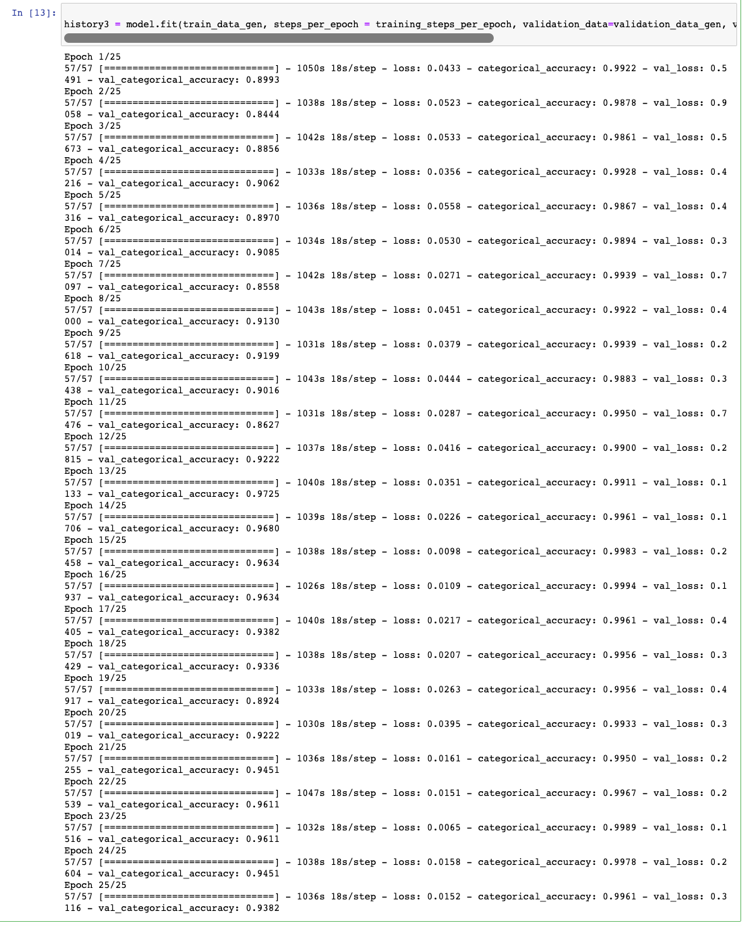 In [13]:
history3 = model.fit(train_data_gen, steps_per_epoch = training_steps_per_epoch, validation_data=validation_data_gen, v
Epoch 1/25
57/57 [==============================] - 1050s 18s/step - loss: 0.0433 - categorical_accuracy: 0.9922 - val_loss: 0.5
491 - val_categorical_accuracy: 0.8993
Epoch 2/25
57/57 [==============================] - 1038s 18s/step - loss: 0.0523 - categorical_accuracy: 0.9878 - val_loss: 0.9
058 - val_categorical_accuracy: 0.8444
Epoch 3/25
57/57 [==============================] - 1042s 18s/step - loss: 0.0533 - categorical_accuracy: 0.9861 - val_loss: 0.5
673 - val_categorical_accuracy: 0.8856
Epoch 4/25
57/57 [==============================] - 1033s 18s/step - loss: 0.0356 - categorical_accuracy: 0.9928 - val_loss: 0.4
216 - val_categorical_accuracy: 0.9062
Epoch 5/25
57/57 [==============================] - 1036s 18s/step - loss: 0.0558 - categorical_accuracy: 0.9867 - val_loss: 0.4
316 - val_categorical_accuracy: 0.8970
Epoch 6/25
57/57 [==============================] - 1034s 18s/step - loss: 0.0530 - categorical_accuracy: 0.9894 - val_loss: 0.3
014 - val_categorical_accuracy: 0.9085
Epoch 7/25
57/57 [==============================] - 1042s 18s/step - loss: 0.0271 - categorical_accuracy: 0.9939 - val_loss: 0.7
097 - val_categorical_accuracy: 0.8558
Epoch 8/25
57/57 [==============================] - 1043s 18s/step - loss: 0.0451 - categorical_accuracy: 0.9922 - val_loss: 0.4
000 - val_categorical_accuracy: 0.9130
Epoch 9/25
57/57 [==============================] - 1031s 18s/step - loss: 0.0379 - categorical_accuracy: 0.9939 - val_loss: 0.2
618 - val_categorical_accuracy: 0.9199
Epoch 10/25
57/57 [==============================] - 1043s 18s/step - loss: 0.0444 - categorical_accuracy: 0.9883 - val_loss: 0.3
438 - val_categorical_accuracy: 0.9016
Epoch 11/25
57/57 [==============================] - 1031s 18s/step - loss: 0.0287 - categorical_accuracy: 0.9950 - val_loss: 0.7
476 - val_categorical_accuracy: 0.8627
Epoch 12/25
57/57 [==============================] - 1037s 18s/step - loss: 0.0416 - categorical_accuracy: 0.9900 - val_loss: 0.2
815 - val_categorical_accuracy: 0.9222
Epoch 13/25
57/57 [==============================] - 1040s 18s/step - loss: 0.0351 - categorical_accuracy: 0.9911 - val_loss: 0.1
133 - val_categorical_accuracy: 0.9725
Epoch 14/25
57/57 [==============================] - 1039s 18s/step - loss: 0.0226 - categorical_accuracy: 0.9961 - val_loss: 0.1
706 - val_categorical_accuracy: 0.9680
Epoch 15/25
57/57 [==============================] - 1038s 18s/step - loss: 0.0098 - categorical_accuracy: 0.9983 - val_loss: 0.2
458 - val_categorical_accuracy: 0.9634
Epoch 16/25
57/57 [==============================] - 1026s 18s/step - loss: 0.0109 - categorical_accuracy: 0.9994 - val_loss: 0.1
937 - val_categorical_accuracy: 0.9634
Epoch 17/25
57/57 [==============================] - 1040s 18s/step - loss: 0.0217 - categorical_accuracy: 0.9961 - val_loss: 0.4
405 - val_categorical_accuracy: 0.9382
Epoch 18/25
57/57 [==============================] - 1038s 18s/step - loss: 0.0207 - categorical_accuracy: 0.9956 - val_loss: 0.3
429 - val_categorical_accuracy: 0.9336
Epoch 19/25
57/57 [==============================] - 1033s 18s/step - loss: 0.0263 - categorical_accuracy: 0.9956 - val_loss: 0.4
917 - val_categorical_accuracy: 0.8924
Epoch 20/25
57/57 [==============================] - 1030s 18s/step - loss: 0.0395 - categorical_accuracy: 0.9933 - val_loss: 0.3
019 - val_categorical_accuracy: 0.9222
Epoch 21/25
57/57 [==============================] - 1036s 18s/step - loss: 0.0161 - categorical_accuracy: 0.9950 - val_loss: 0.2
255 - val_categorical_accuracy: 0.9451
Epoch 22/25
57/57 [==============================] - 1047s 18s/step - loss: 0.0151 - categorical_accuracy: 0.9967 - val_loss: 0.2
539 - val_categorical_accuracy: 0.9611
Epoch 23/25
57/57 [==============================] - 1032s 18s/step - loss: 0.0065 - categorical_accuracy: 0.9989 - val_loss: 0.1
516 - val_categorical_accuracy: 0.9611
Epoch 24/25
57/57 [==============================] - 1038s 18s/step - loss: 0.0158 - categorical_accuracy: 0.9978 - val_loss: 0.2
604 - val_categorical_accuracy: 0.9451
Epoch 25/25
57/57 [==============================] - 1036s 18s/step - loss: 0.0152 - categorical_accuracy: 0.9961 - val_loss: 0.3
116 - val_categorical_accuracy: 0.9382